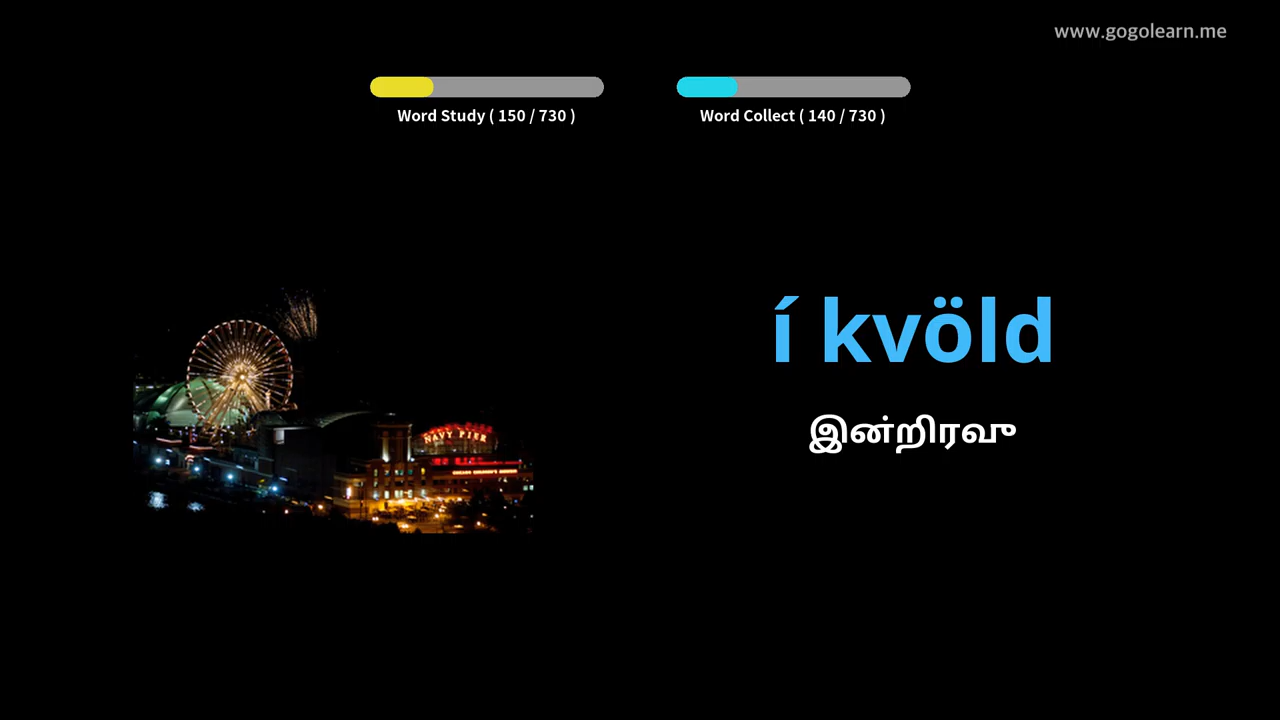 www.gogolearn.me
Word Study ( 150 / 730 )
Word Collect ( 140 / 730 )
í kvöld
இன்றிரவு
NAVY PIER